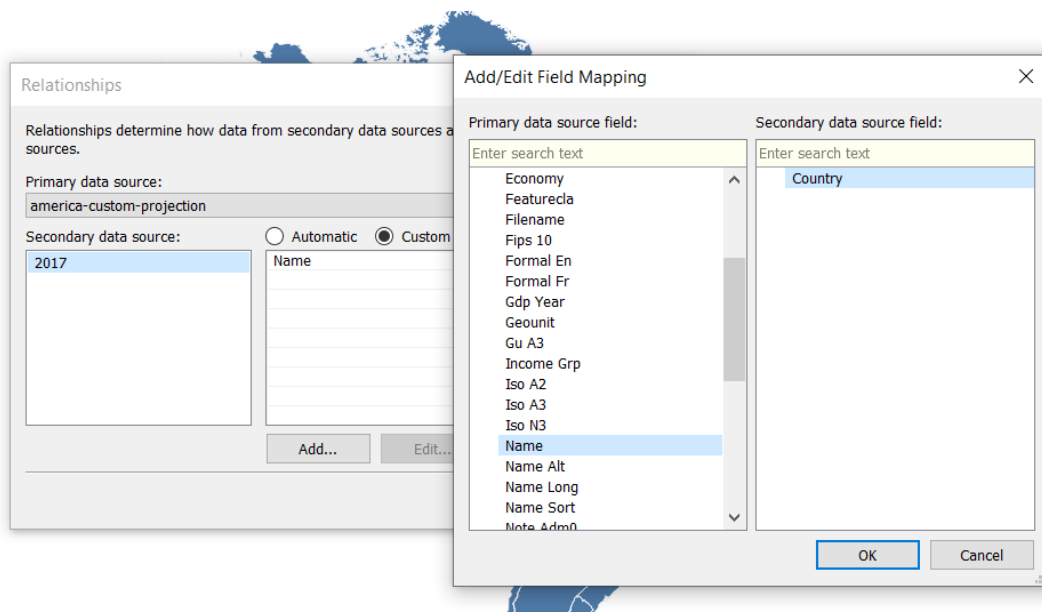 Relationships
Relationships determine how data from secondary data sources a
sources.
Primary data source:
america-custom-projection
Secondary data source:
Automatic
Custom
2017
Name
Add...
Edit...
Add/Edit Field Mapping
Primary data source field:
Enter search text
Economy
Featurecla
Filename
Fips 10
Formal En
Formal Fr
Gdp Year
Geounit
Gu A3
Income Grp
Iso A2
Iso A3
Iso N3
Name
Name Alt
Name Long
Name Sort
Note Adm0
Secondary data source field:
Enter search text
Country
OK
Cancel